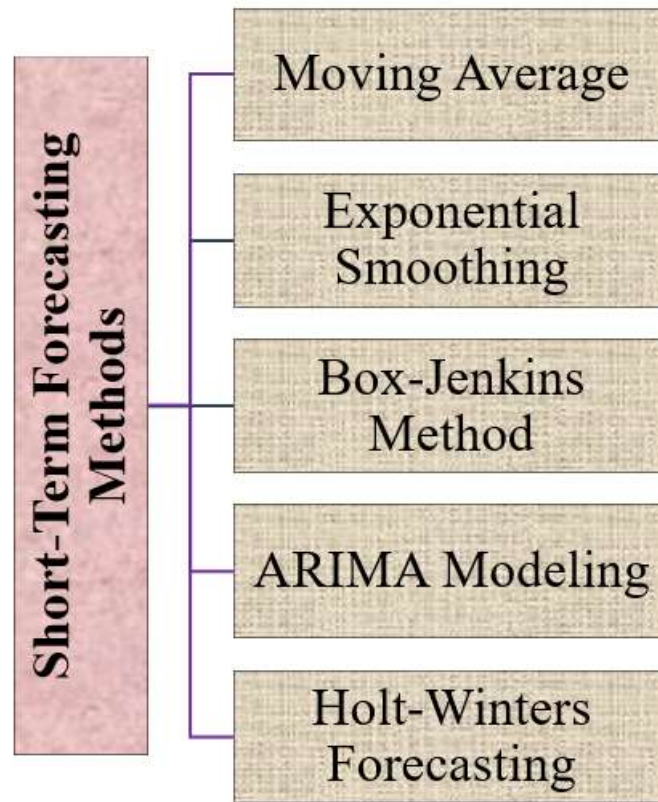 Short-Term Forecasting
Methods
Moving Average
Exponential
Smoothing
Box-Jenkins
Method
ARIMA Modeling
Holt-Winters
Forecasting